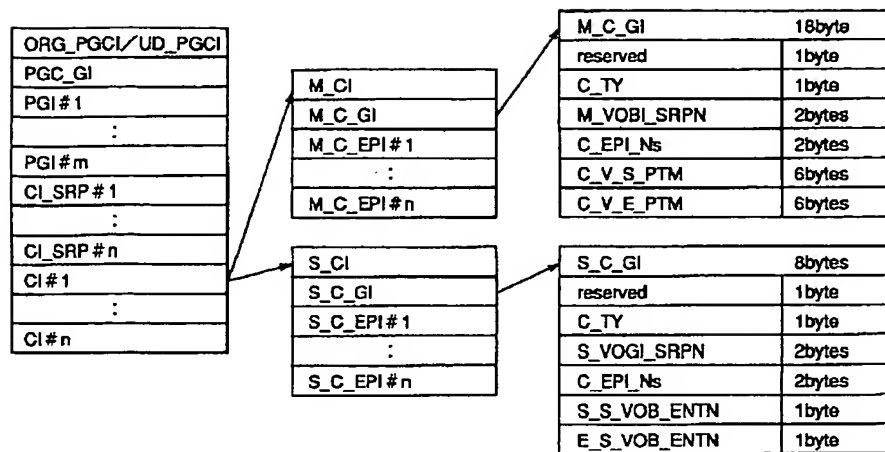 ORG_PGCI/UD_PGCI
PGC_GI
PGI#1
:
PGI#m
CI_SRP#1
:
CI_SRP#n
CI#1
:
CI#n
M_CI
M_C_GI
M_C_EPI#1
:
M_C_EPI#n
S_CI
S_C_GI
S_C_EPI#1
:
S_C_EPI#n
M_C_GI 18byte
reserved 1byte
C_TY 1byte
M_VOBI_SRPN 2bytes
C_EPI_Ns 2bytes
C_V_S_PTM 6bytes
C_V_E_PTM 6bytes
S_C_GI 8bytes
reserved 1byte
C_TY 1byte
S_VOGI_SRPN 2bytes
C_EPI_Ns 2bytes
S_S_VOB_ENTN 1byte
E_S_VOB_ENTN 1byte